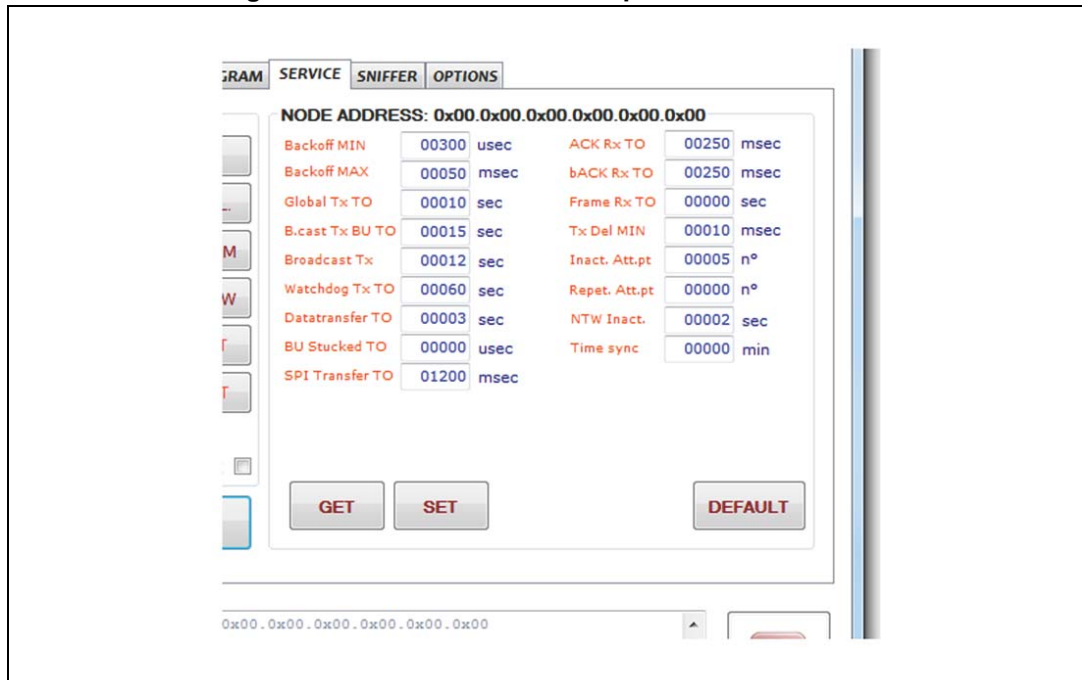 SERVICE SNIFFER OPTIONS
NODE ADDRESS: 0x00.0x00.0x00.0x00.0x00.0x00
Backoff MIN 00300 usec ACK Rx TO 00250 msec
Backoff MAX 00050 msec bACK Rx TO 00250 msec
Global Tx TO 00010 sec Frame Rx TO 00000 sec
B.cast Tx BU TO 00015 sec Tx Del MIN 00010 msec
Broadcast Tx 00012 sec Inact. Att.pt 00005 n°
Watchdog Tx TO 00060 sec Repet. Att.pt 00000 n°
Datatransfer TO 00003 sec NTW Inact. 00002 sec
BU Stucked TO 00000 usec Time sync 00000 min
SPI Transfer TO 01200 msec
GET SET DEFAULT
0x00.0x00.0x00.0x00.0x00